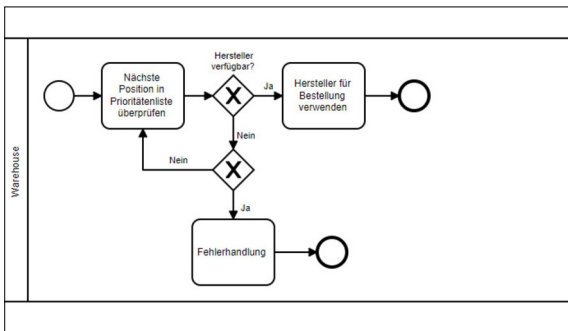 Hersteller
verfügbar?
Nächste
Position in
Prioritätenliste
überprüfen
Ja
Hersteller für
Bestellung
verwenden
Nein
Nein
Ja
Fehlerhandlung
Warehouse